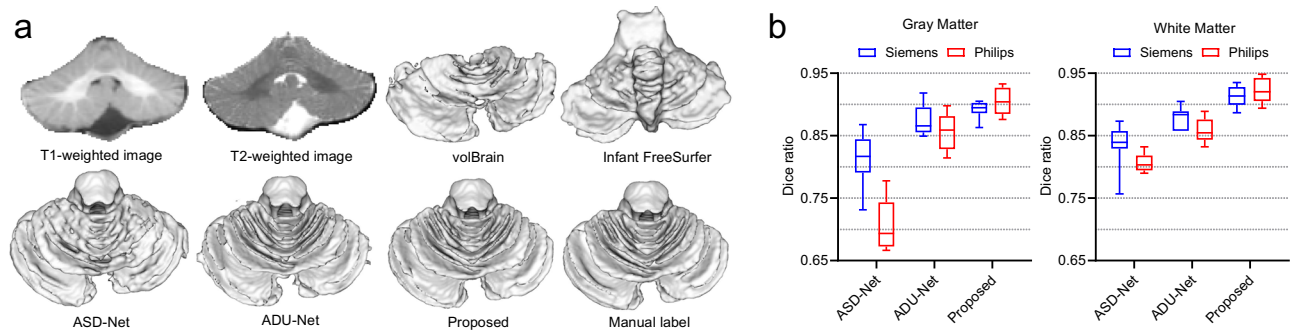 a
T1-weighted image
T2-weighted image
volBrain
Infant FreeSurfer
ASD-Net
ADU-Net
Proposed
Manual label
b
Gray Matter
Siemens
Philips
Dice ratio
0.95
0.85
0.75
0.65
ASD-Net
ADU-Net
Proposed
White Matter
Siemens
Philips
Dice ratio
0.95
0.85
0.75
0.65
ASD-Net
ADU-Net
Proposed